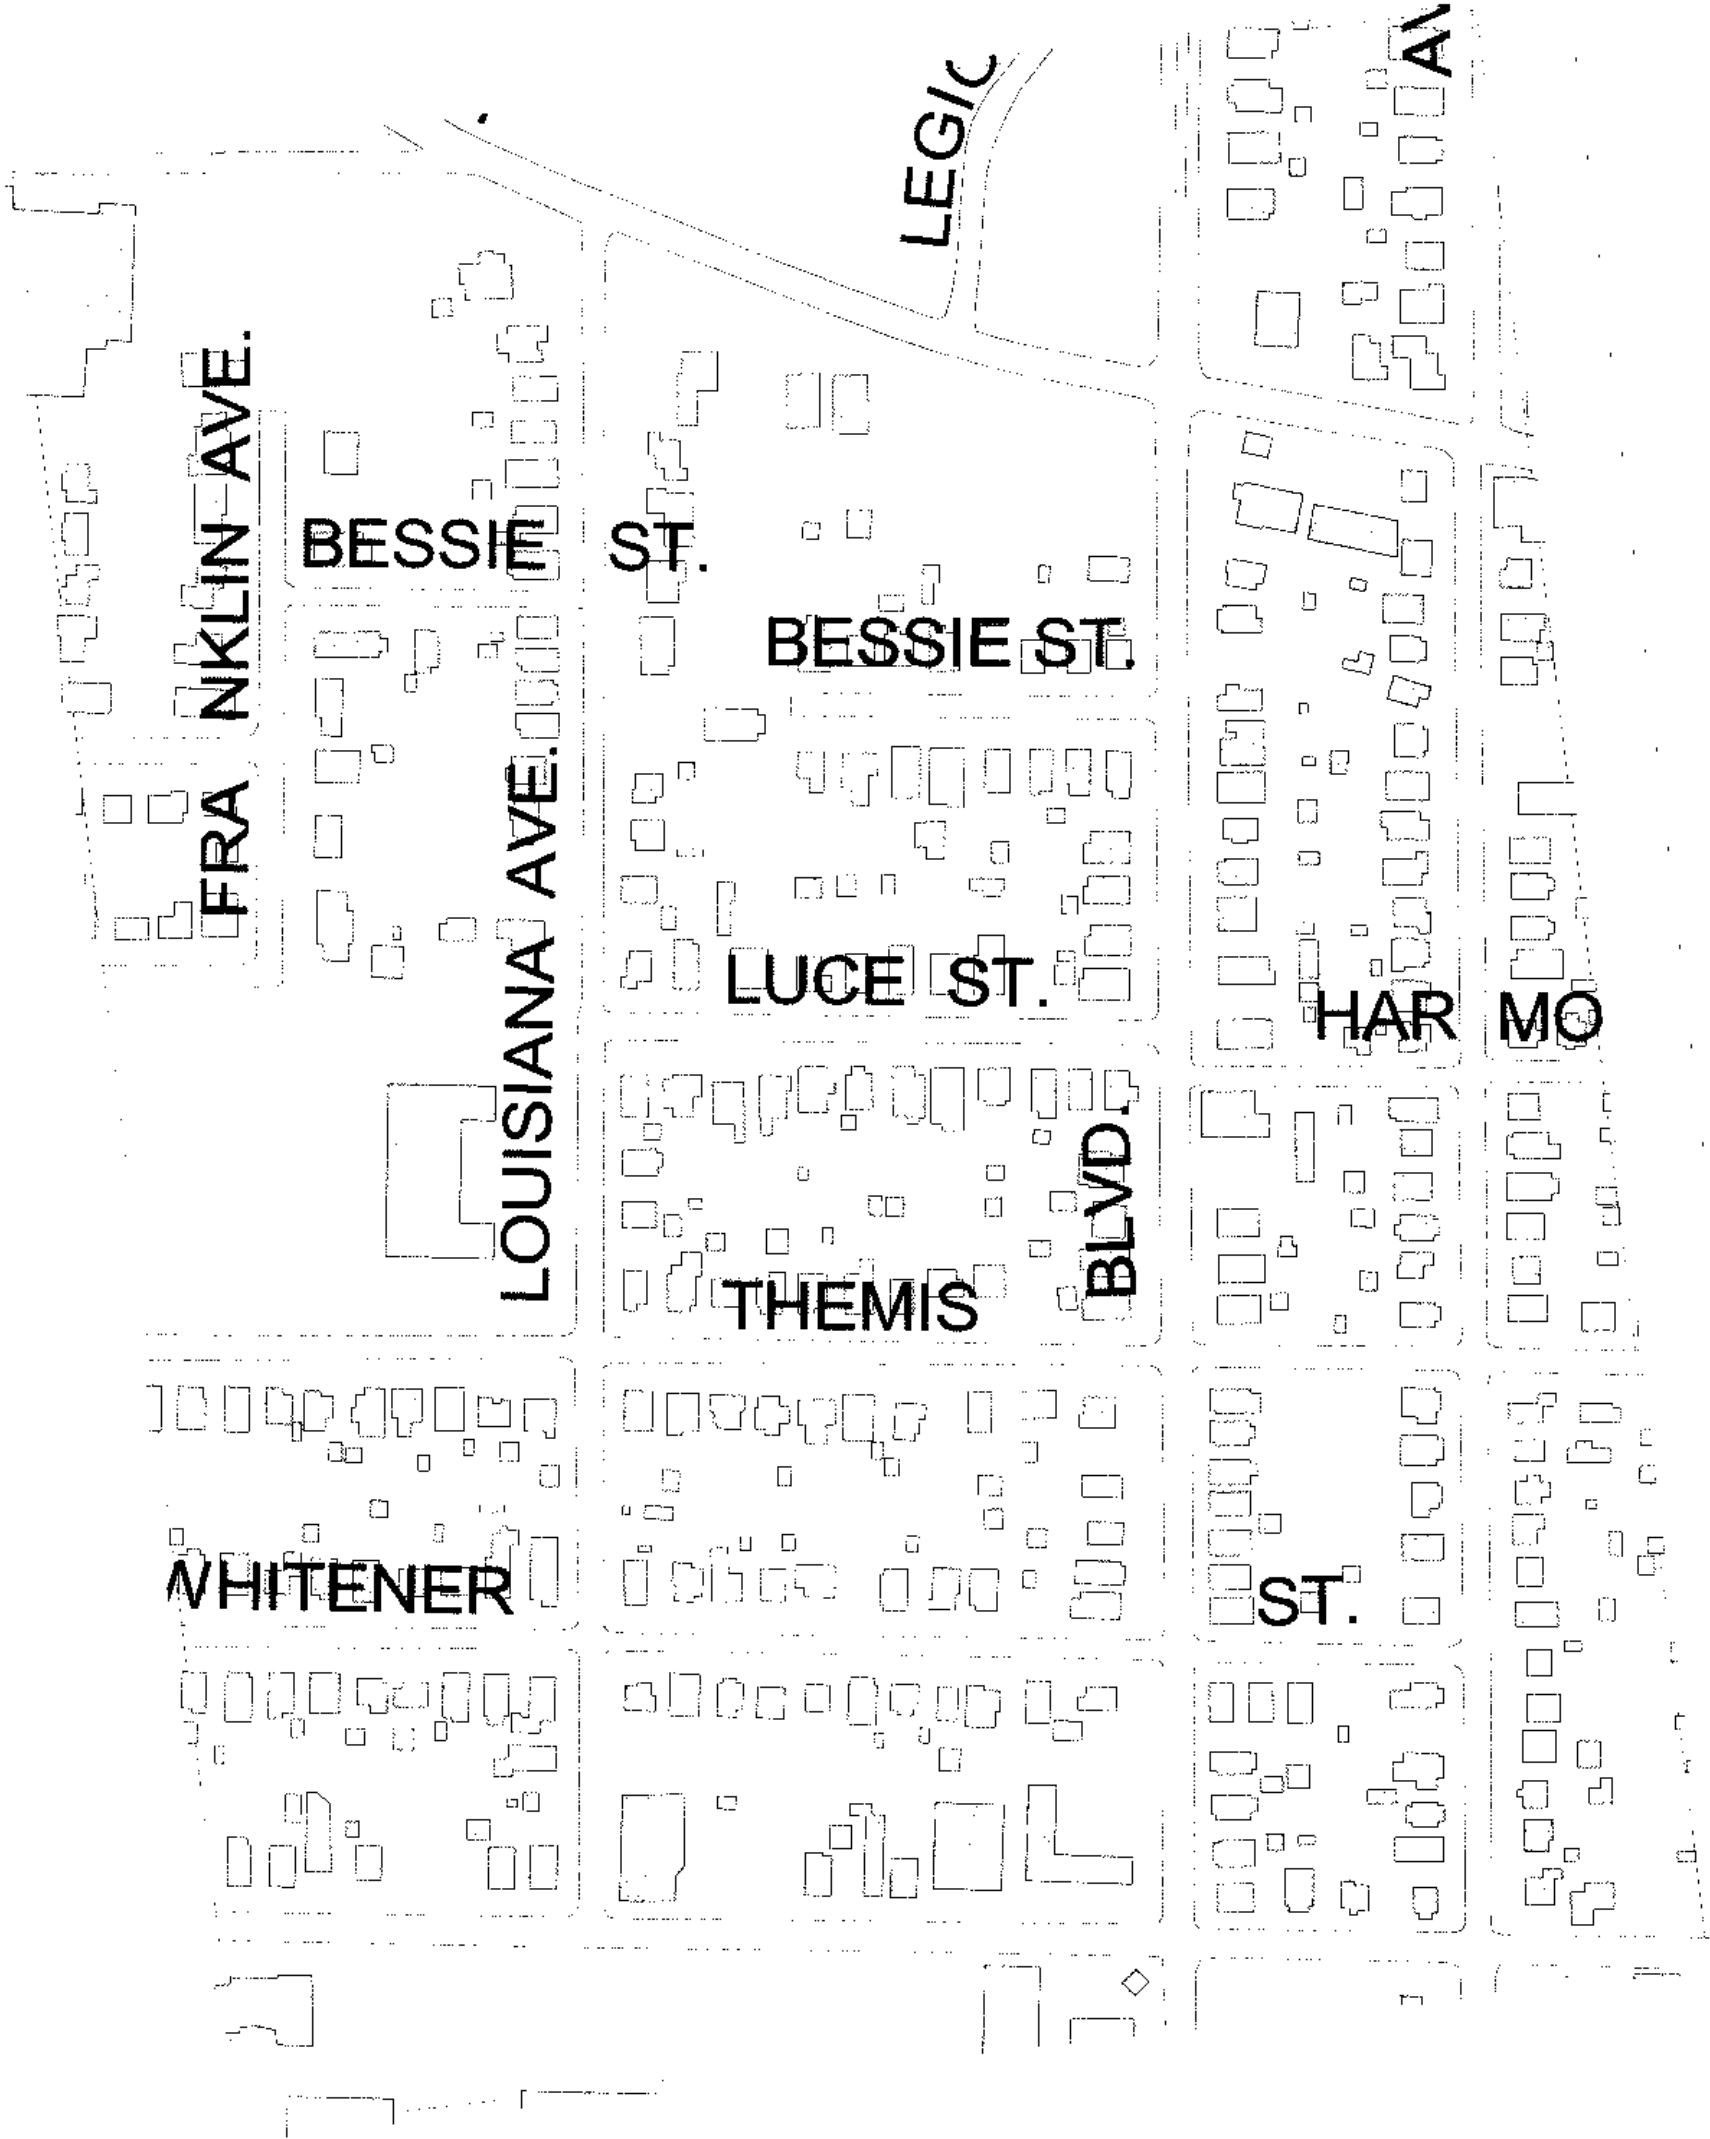 AV
LEGIO
FRA NKLIN AVE.
BESSIE ST.
BESSIE ST.
LOUISIANA AVE.
LUCE ST.
HAR MO
BLVD.
THEMIS
WHITENER ST.